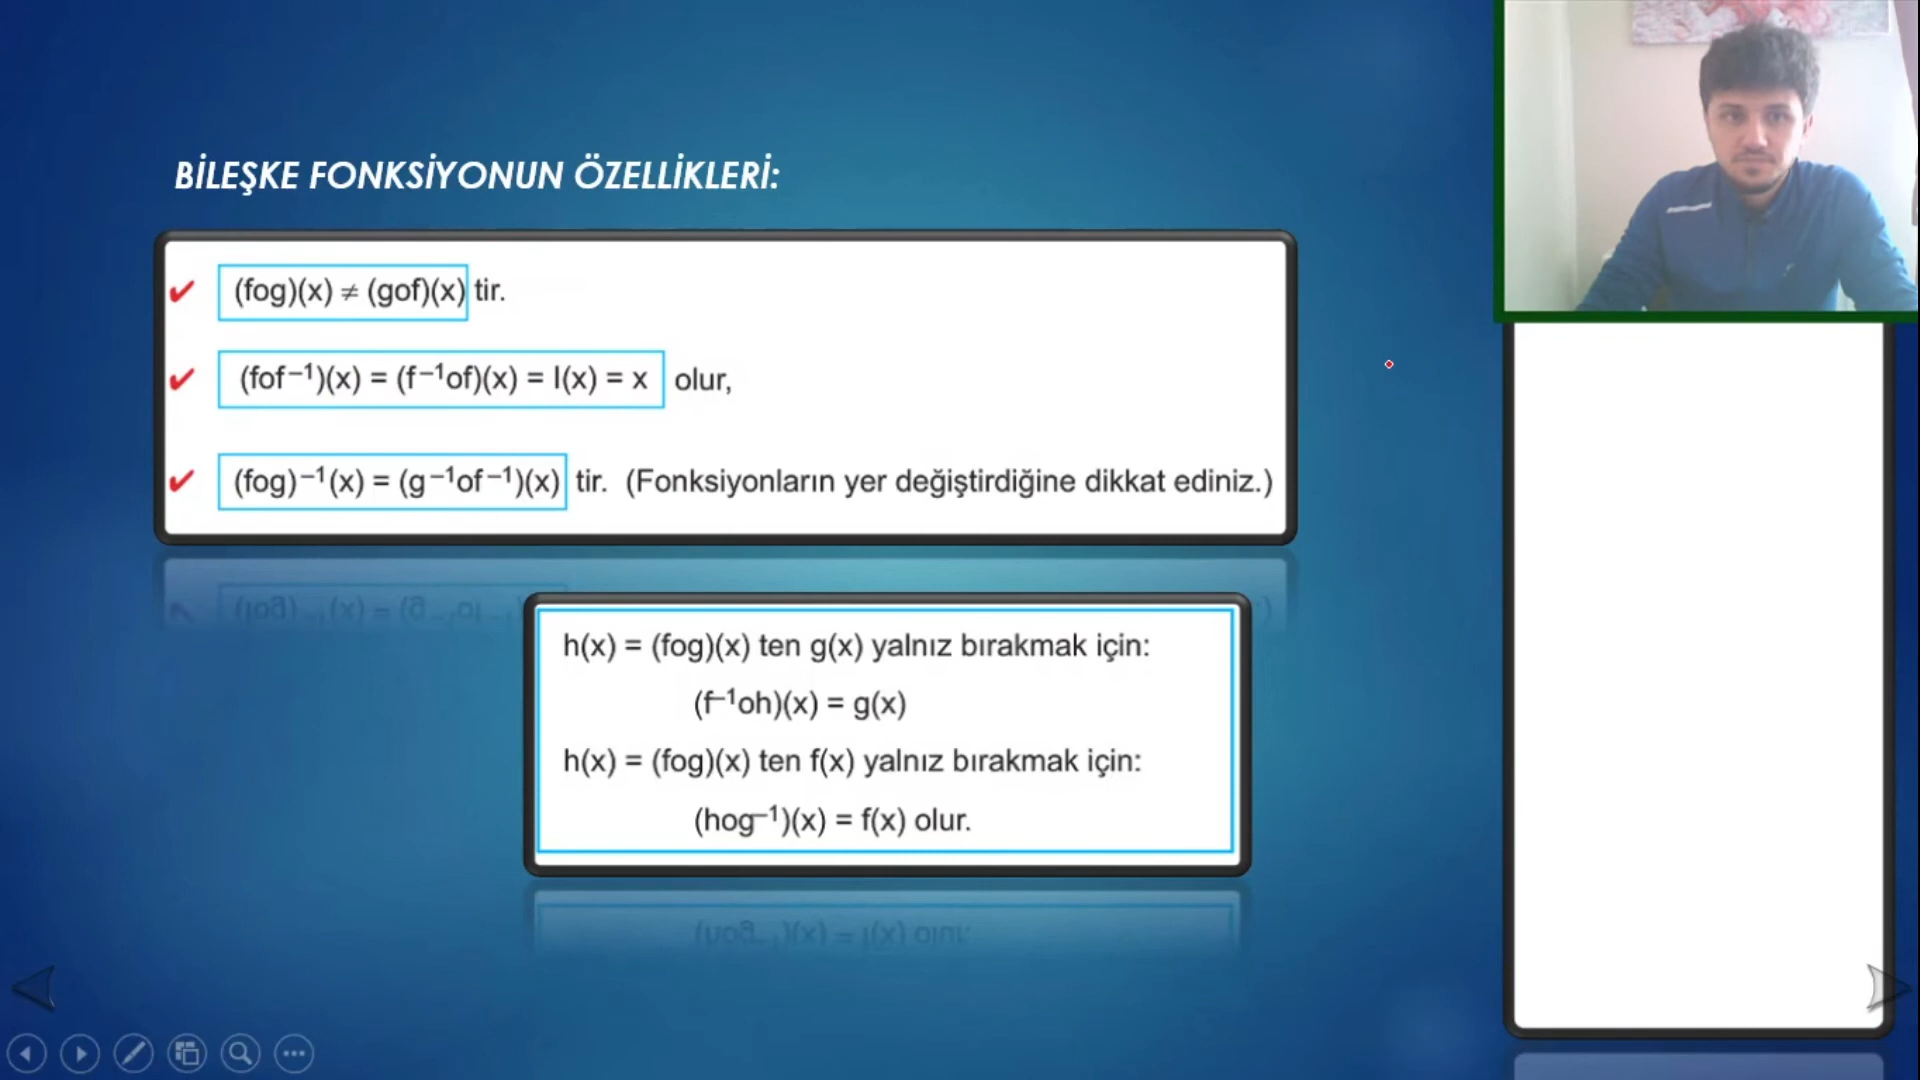 BİLEŞKE FONKSİYONUN ÖZELLİKLERİ:
✔ (fog)(x) ≠ (gof)(x) tir.
✔ (fof⁻¹)(x) = (f⁻¹of)(x) = I(x) = x olur,
✔ (fog)⁻¹(x) = (g⁻¹of⁻¹)(x) tir. (Fonksiyonların yer değiştirdiğine dikkat ediniz.)
h(x) = (fog)(x) ten g(x) yalnız bırakmak için:
(f⁻¹oh)(x) = g(x)
h(x) = (fog)(x) ten f(x) yalnız bırakmak için:
(hog⁻¹)(x) = f(x) olur.